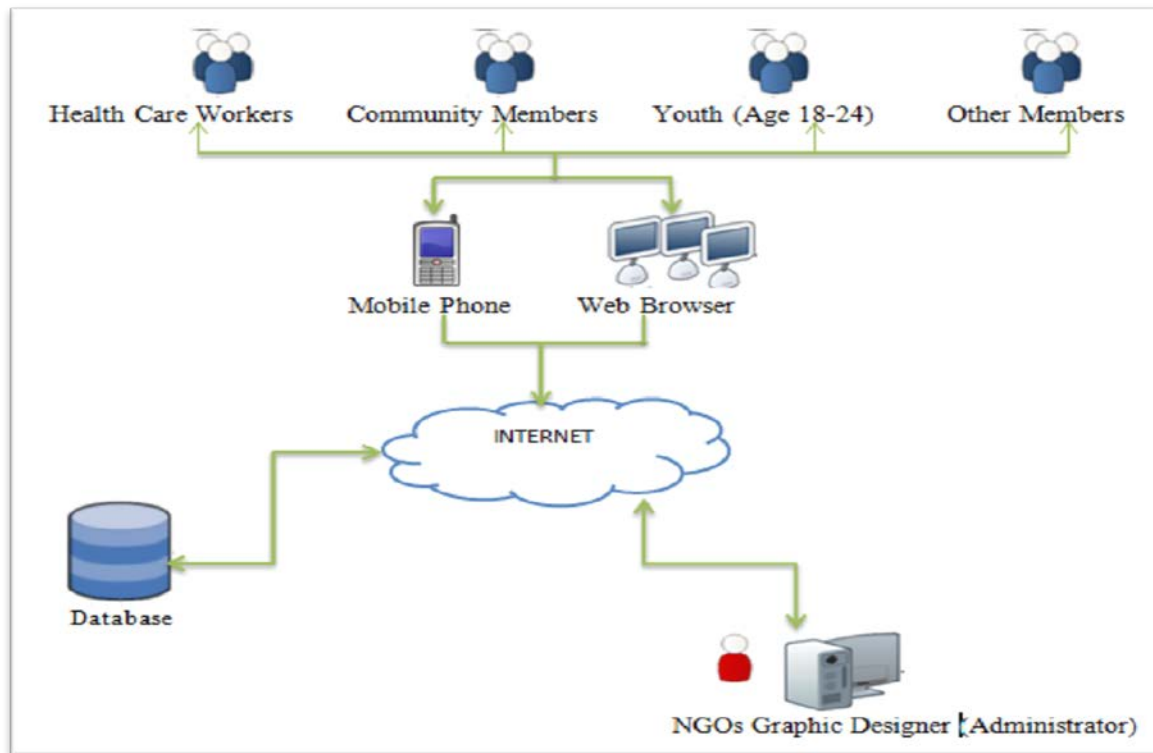 Health Care Workers
Community Members
Youth (Age 18-24)
Other Members
Mobile Phone
Web Browser
INTERNET
Database
NGOs Graphic Designer (Administrator)